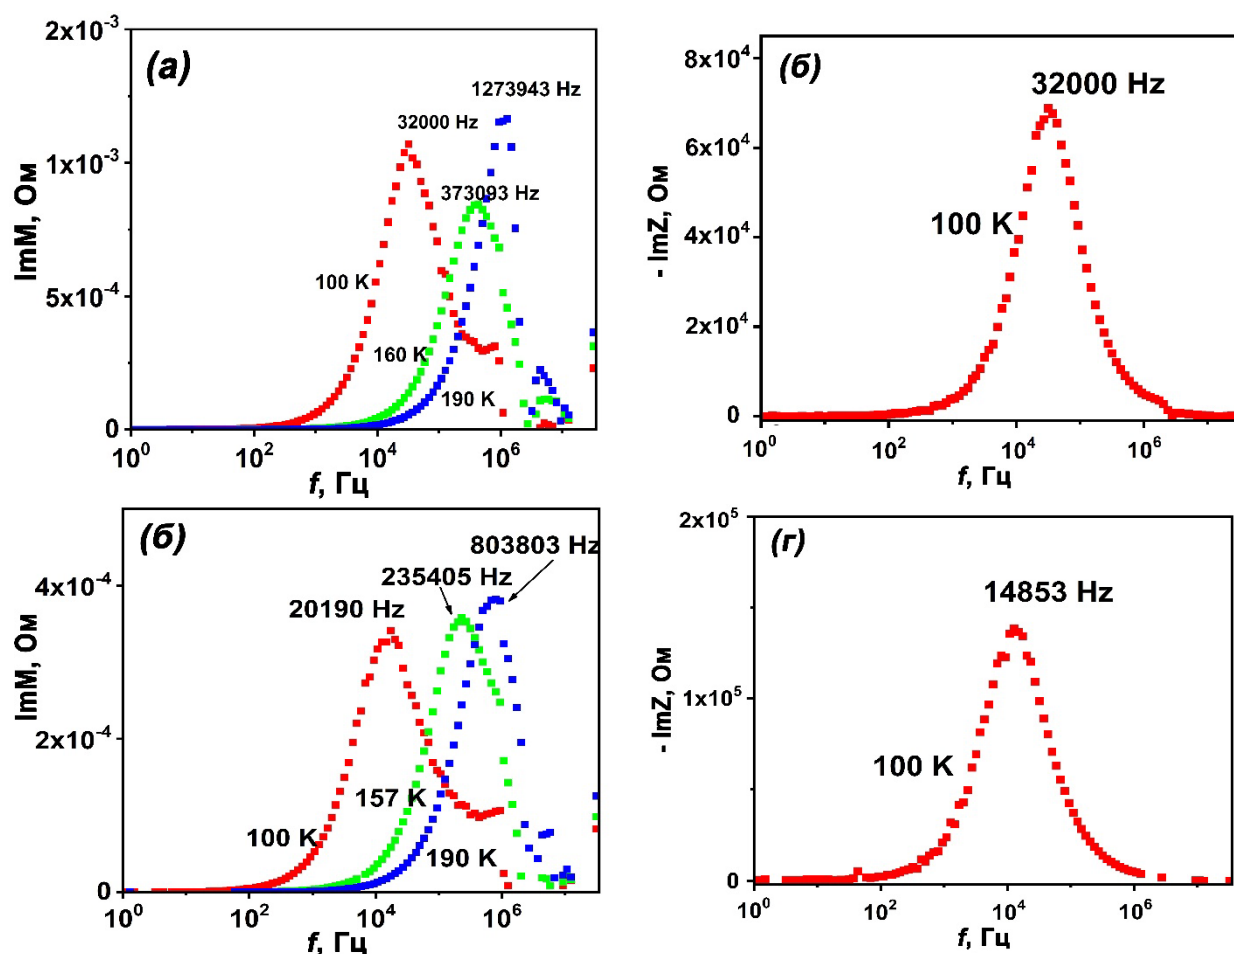 (а)
2x10⁻³
1x10⁻³
5x10⁻⁴
0
ImM, Ом
1273943 Hz
32000 Hz
373093 Hz
100 K
160 K
190 K
10⁰
10²
10⁴
10⁶
f, Гц
(б)
8x10⁴
6x10⁴
4x10⁴
2x10⁴
0
- ImZ, Ом
32000 Hz
100 K
10⁰
10²
10⁴
10⁶
f, Гц
(б)
4x10⁻⁴
2x10⁻⁴
0
ImM, Ом
803803 Hz
235405 Hz
20190 Hz
157 K
100 K
190 K
10⁰
10²
10⁴
10⁶
f, Гц
(г)
2x10⁵
1x10⁵
0
- ImZ, Ом
14853 Hz
100 K
10⁰
10²
10⁴
10⁶
f, Гц